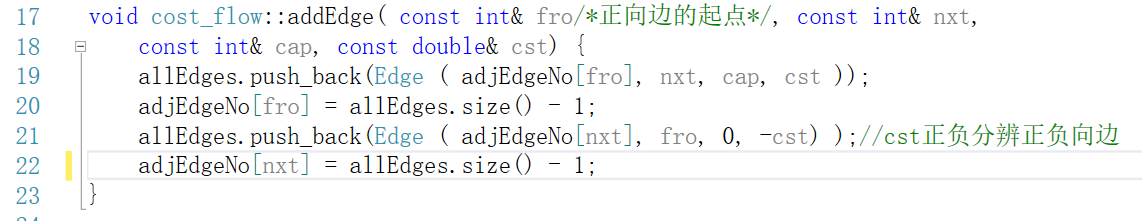 17 void cost_flow::addEdge( const int& fro/*正向边的起点*/, const int& nxt,
18 const int& cap, const double& cst) {
19 allEdges.push_back(Edge ( adjEdgeNo[fro], nxt, cap, cst ));
20 adjEdgeNo[fro] = allEdges.size() - 1;
21 allEdges.push_back(Edge ( adjEdgeNo[nxt], fro, 0, -cst) );//cst正负分辨正负向边
22 adjEdgeNo[nxt] = allEdges.size() - 1;
23 }